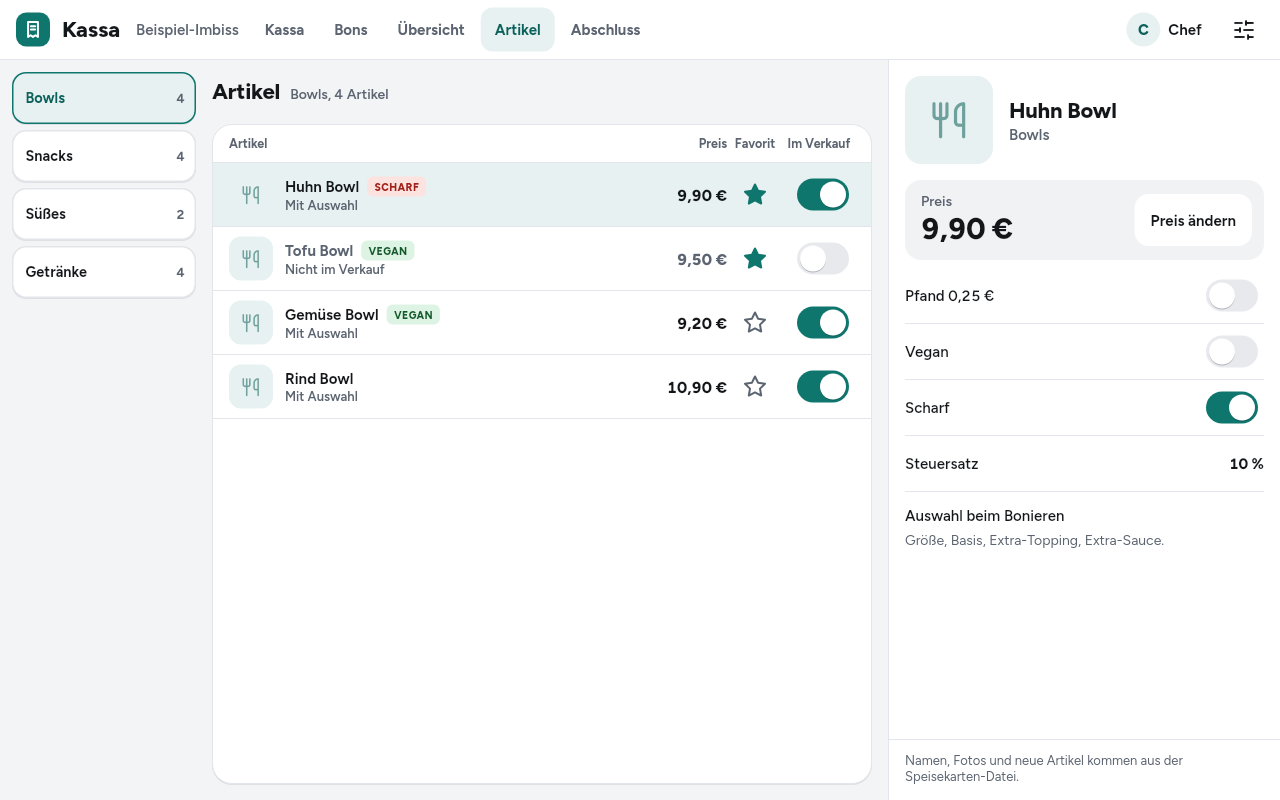 Kassa Beispiel-Imbiss Kassa Bons Übersicht Artikel Abschluss C Chef
Bowls 4
Snacks 4
Süßes 2
Getränke 4
Artikel Bowls, 4 Artikel
Artikel Preis Favorit Im Verkauf
Huhn Bowl SCHARF 9,90 €
Mit Auswahl
Tofu Bowl VEGAN 9,50 €
Nicht im Verkauf
Gemüse Bowl VEGAN 9,20 €
Mit Auswahl
Rind Bowl 10,90 €
Mit Auswahl
Huhn Bowl
Bowls
Preis
9,90 €
Preis ändern
Pfand 0,25 €
Vegan
Scharf
Steuersatz 10 %
Auswahl beim Bonieren
Größe, Basis, Extra-Topping, Extra-Sauce.
Namen, Fotos und neue Artikel kommen aus der
Speisekarten-Datei.